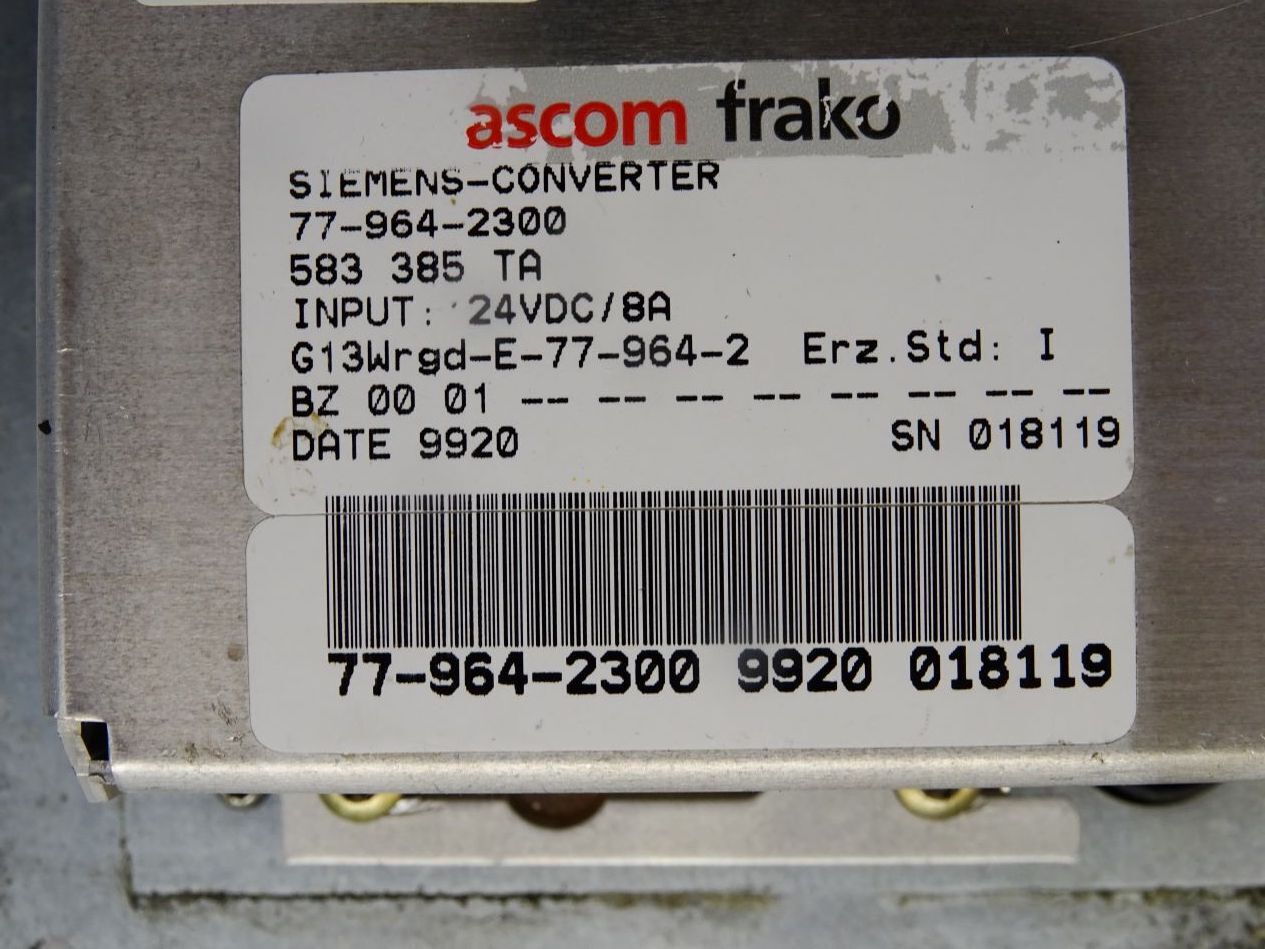 ascom frako
SIEMENS-CONVERTER
77-964-2300
583 385 TA
INPUT: 24VDC/8A
G13Wrgd-E-77-964-2 Erz.Std: I
BZ 00 01 -- -- -- -- -- -- -- --
DATE 9920 SN 018119
77-964-2300 9920 018119